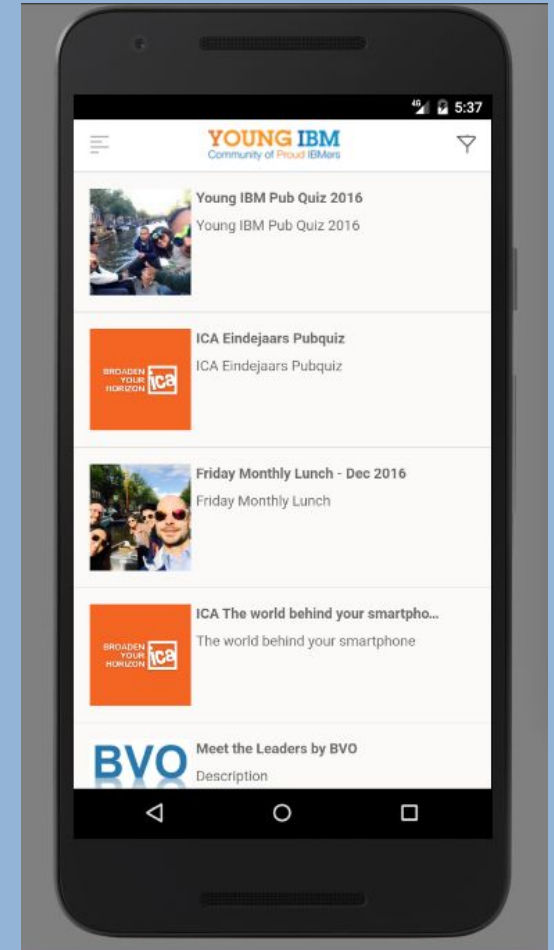 4G 5:37
YOUNG IBM
Community of Proud IBMers
Young IBM Pub Quiz 2016
Young IBM Pub Quiz 2016
ICA Eindejaars Pubquiz
ICA Eindejaars Pubquiz
BROADEN
YOUR
HORIZON
ica
Friday Monthly Lunch - Dec 2016
Friday Monthly Lunch
ICA The world behind your smartpho...
The world behind your smartphone
BROADEN
YOUR
HORIZON
ica
BVO
Meet the Leaders by BVO
Description